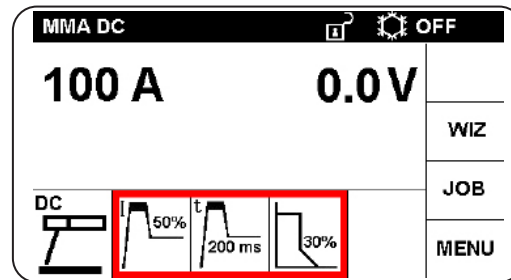 MMA DC OFF
100 A 0.0 V
WIZ
JOB
DC
I 50%
t 200 ms
30%
MENU